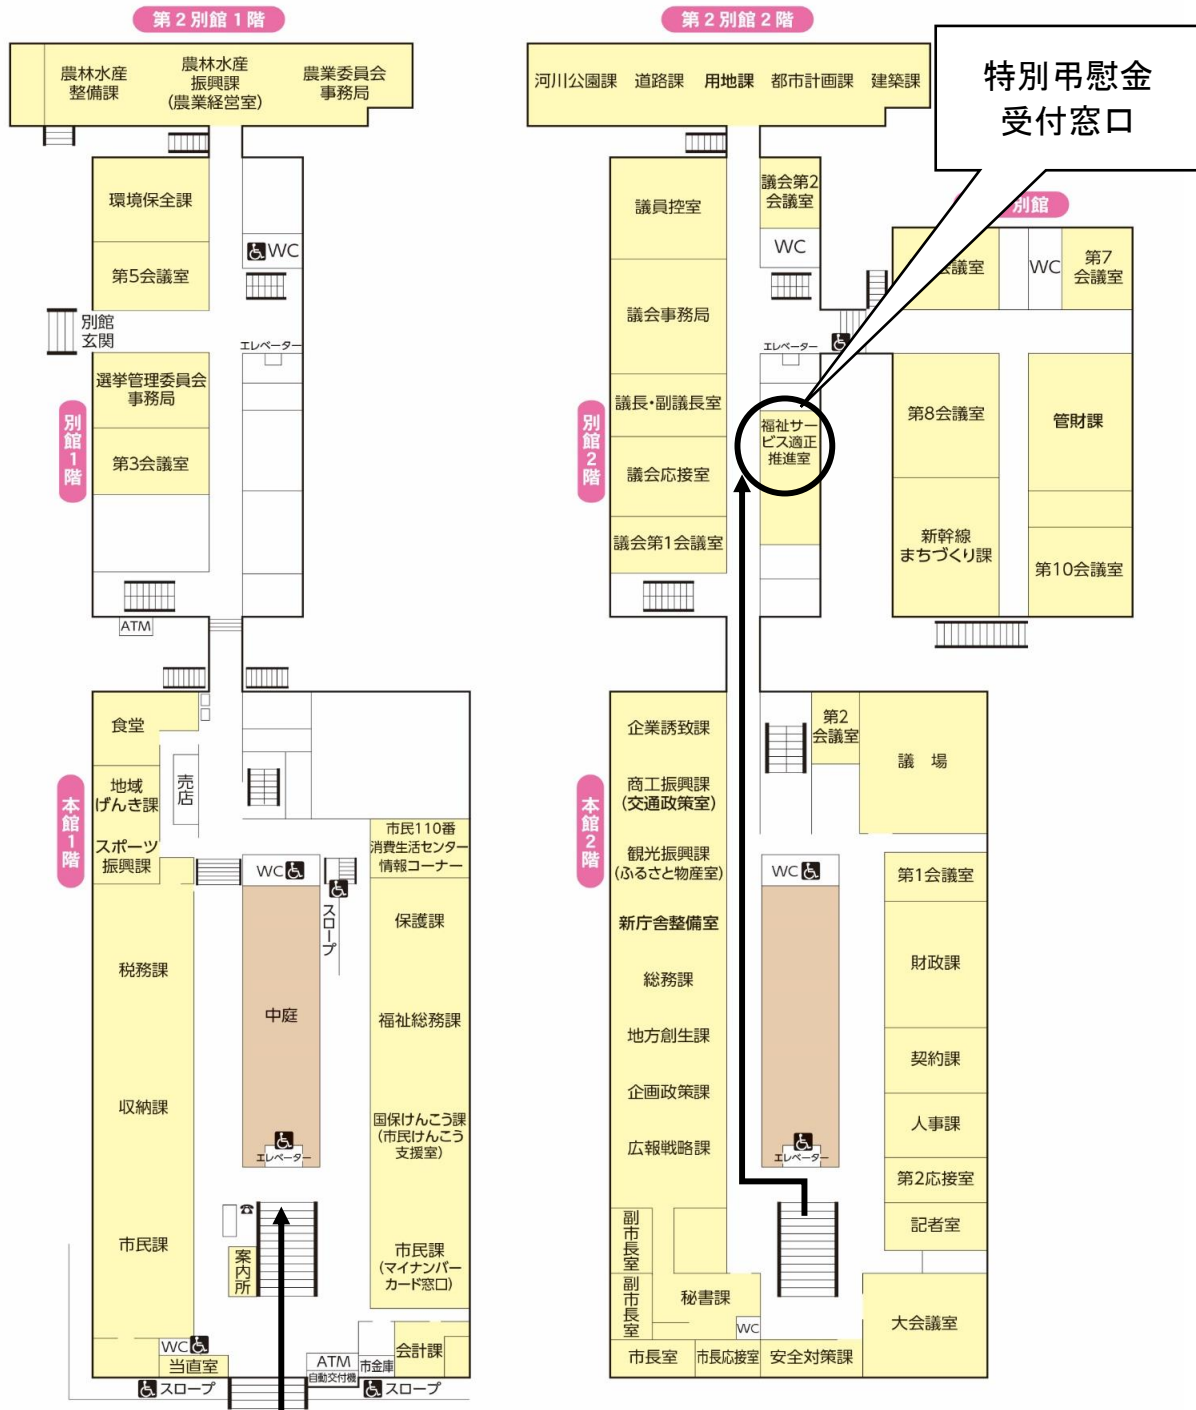 第2別館1階
農林水産
整備課
農林水産
振興課
(農業経営室)
農業委員会
事務局
環境保全課
WC
第5会議室
別館
玄関
エレベーター
選挙管理委員会
事務局
別館1階
第3会議室
ATM
食堂
地域
げんき課
売店
本館1階
スポーツ
振興課
市民110番
消費生活センター
情報コーナー
WC
スロープ
保護課
税務課
中庭
福祉総務課
収納課
国保けんこう課
(市民けんこう
支援室)
エレベーター
市民課
案内所
市民課
(マイナンバー
カード窓口)
WC
当直室
ATM
自動交付機
市金庫
会計課
スロープ
スロープ
第2別館2階
河川公園課
道路課
用地課
都市計画課
建築課
特別弔慰金
受付窓口
議員控室
議会第2
会議室
WC
別館
会議室
WC
第7
会議室
議会事務局
エレベーター
議長・副議長室
福祉サー
ビス適正
推進室
第8会議室
管財課
別館2階
議会応接室
議会第1会議室
新幹線
まちづくり課
第10会議室
企業誘致課
第2
会議室
議 場
商工振興課
(交通政策室)
本館2階
観光振興課
(ふるさと物産室)
WC
第1会議室
新庁舎整備室
財政課
総務課
地方創生課
契約課
企画政策課
人事課
広報戦略課
エレベーター
第2応接室
副市長室
記者室
副市長室
秘書課
WC
大会議室
市長室
市長応接室
安全対策課